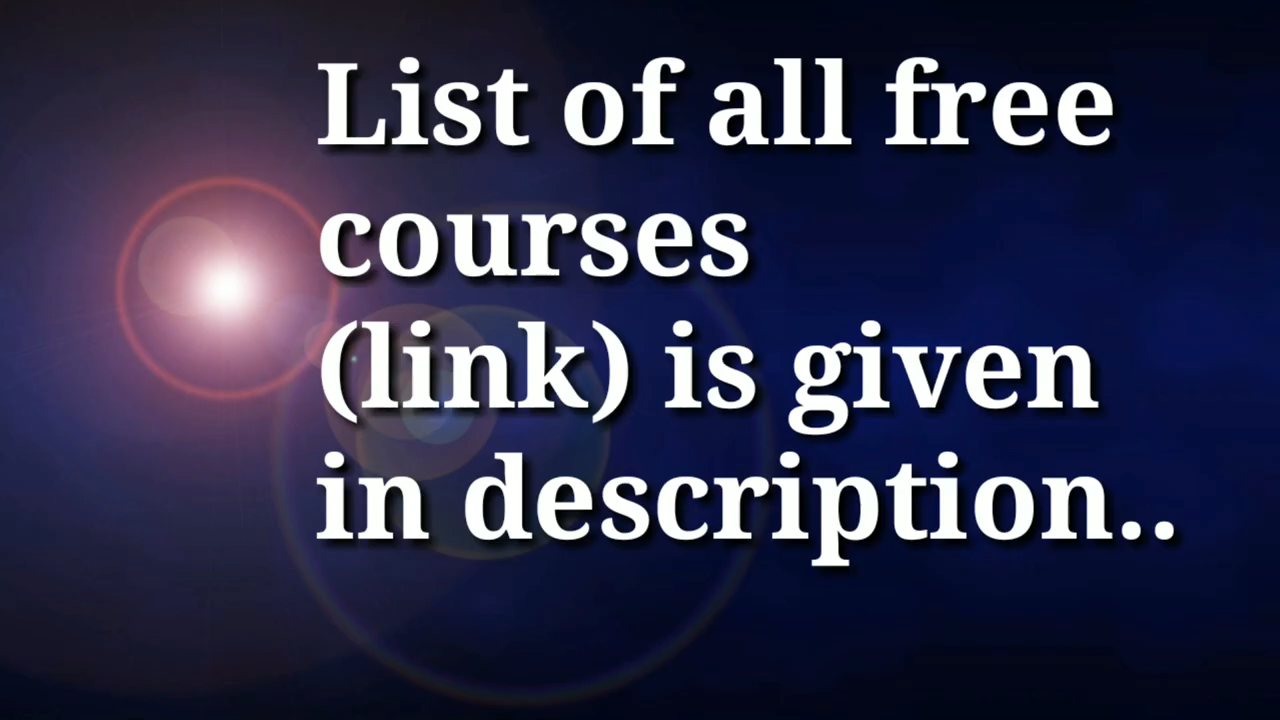 List of all free
courses
(link) is given
in description..